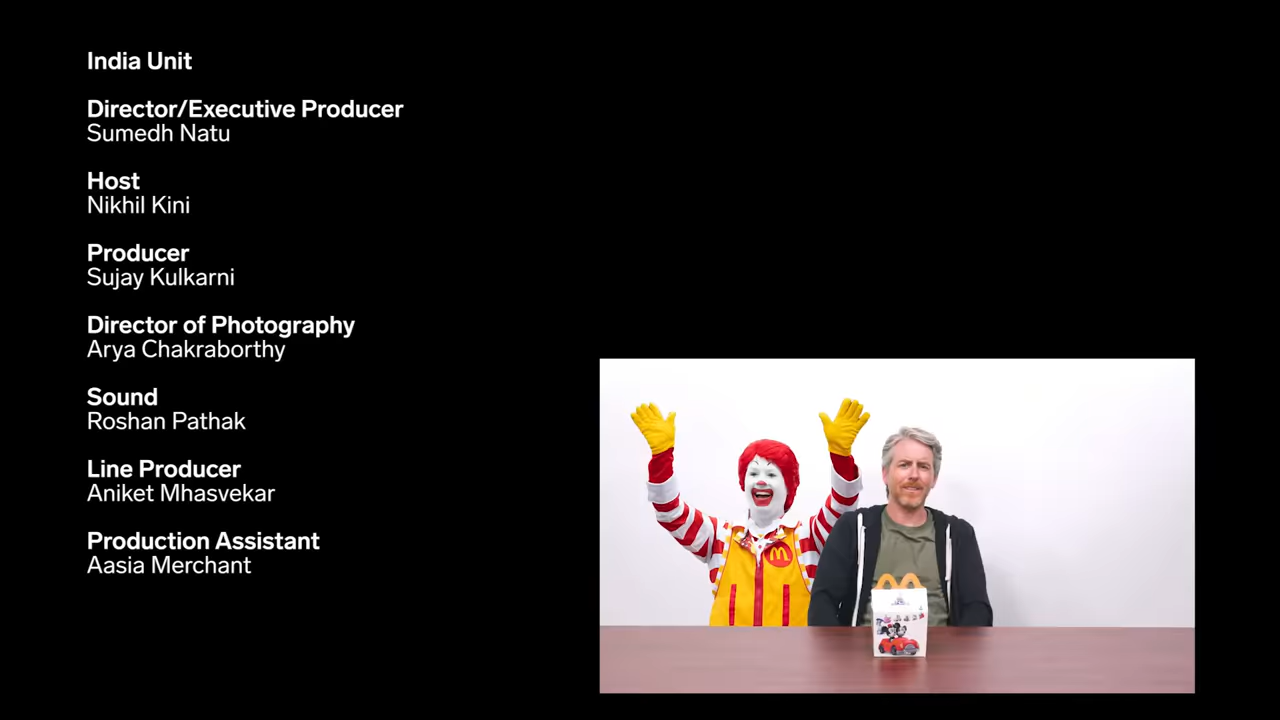 India Unit
Director/Executive Producer
Sumedh Natu
Host
Nikhil Kini
Producer
Sujay Kulkarni
Director of Photography
Arya Chakraborthy
Sound
Roshan Pathak
Line Producer
Aniket Mhasvekar
Production Assistant
Aasia Merchant